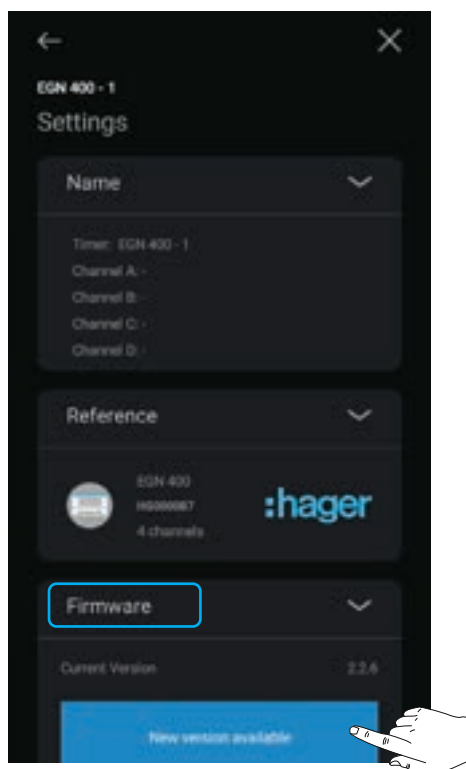 EGN 400 - 1
Settings
Name
Timer: EGN 400 - 1
Channel A: -
Channel B: -
Channel C: -
Channel D: -
Reference
EGN 400
HS000087
4 channels
:hager
Firmware
Current Version 2.2.6
New version available